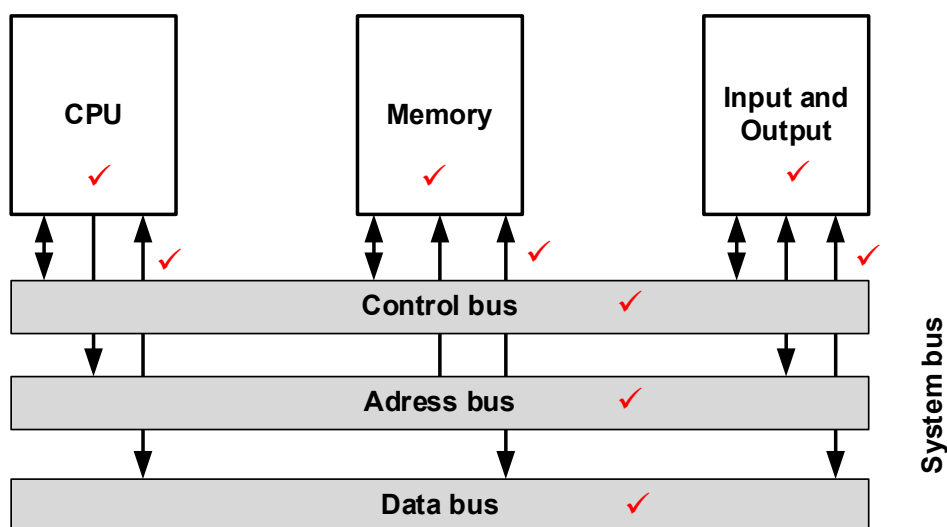 CPU
Memory
Input and
Output
Control bus
Adress bus
Data bus
System bus